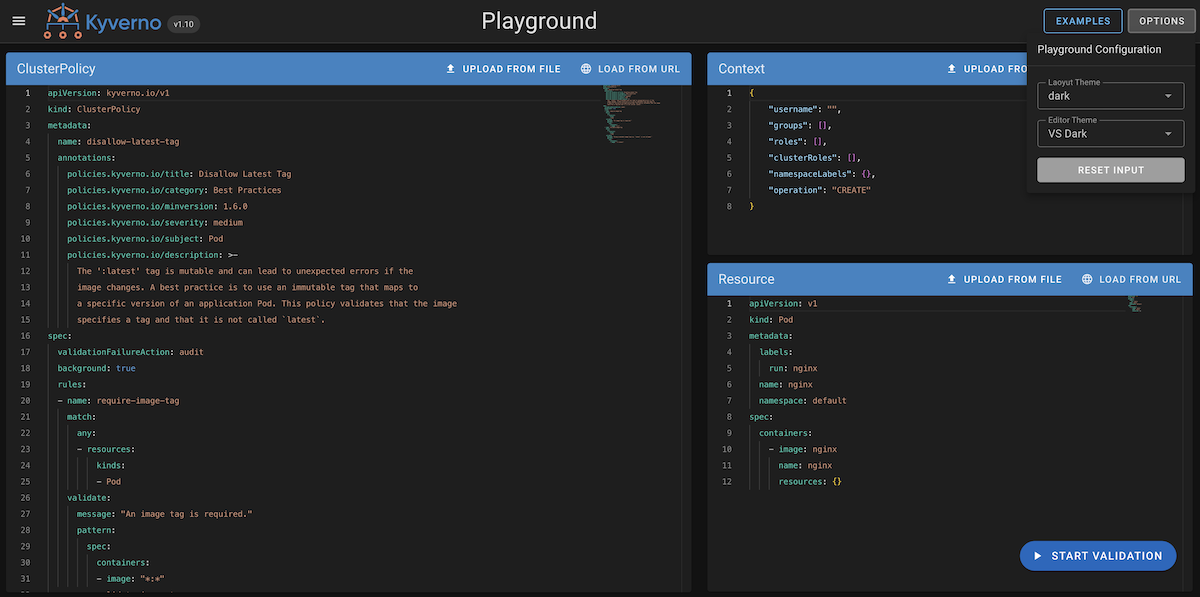 Kyverno v1.10
Playground
EXAMPLES
OPTIONS
Playground Configuration
Laoyut Theme
dark
Editor Theme
VS Dark
RESET INPUT
ClusterPolicy
UPLOAD FROM FILE
LOAD FROM URL
1 apiVersion: kyverno.io/v1
2 kind: ClusterPolicy
3 metadata:
4 name: disallow-latest-tag
5 annotations:
6 policies.kyverno.io/title: Disallow Latest Tag
7 policies.kyverno.io/category: Best Practices
8 policies.kyverno.io/minversion: 1.6.0
9 policies.kyverno.io/severity: medium
10 policies.kyverno.io/subject: Pod
11 policies.kyverno.io/description: >-
12 The ':latest' tag is mutable and can lead to unexpected errors if the
13 image changes. A best practice is to use an immutable tag that maps to
14 a specific version of an application Pod. This policy validates that the image
15 specifies a tag and that it is not called `latest`.
16 spec:
17 validationFailureAction: audit
18 background: true
19 rules:
20 - name: require-image-tag
21 match:
22 any:
23 - resources:
24 kinds:
25 - Pod
26 validate:
27 message: "An image tag is required."
28 pattern:
29 spec:
30 containers:
31 - image: "*:*"
Context
UPLOAD FRO
1 {
2 "username": "",
3 "groups": [],
4 "roles": [],
5 "clusterRoles": [],
6 "namespaceLabels": {},
7 "operation": "CREATE"
8 }
Resource
UPLOAD FROM FILE
LOAD FROM URL
1 apiVersion: v1
2 kind: Pod
3 metadata:
4 labels:
5 run: nginx
6 name: nginx
7 namespace: default
8 spec:
9 containers:
10 - image: nginx
11 name: nginx
12 resources: {}
START VALIDATION